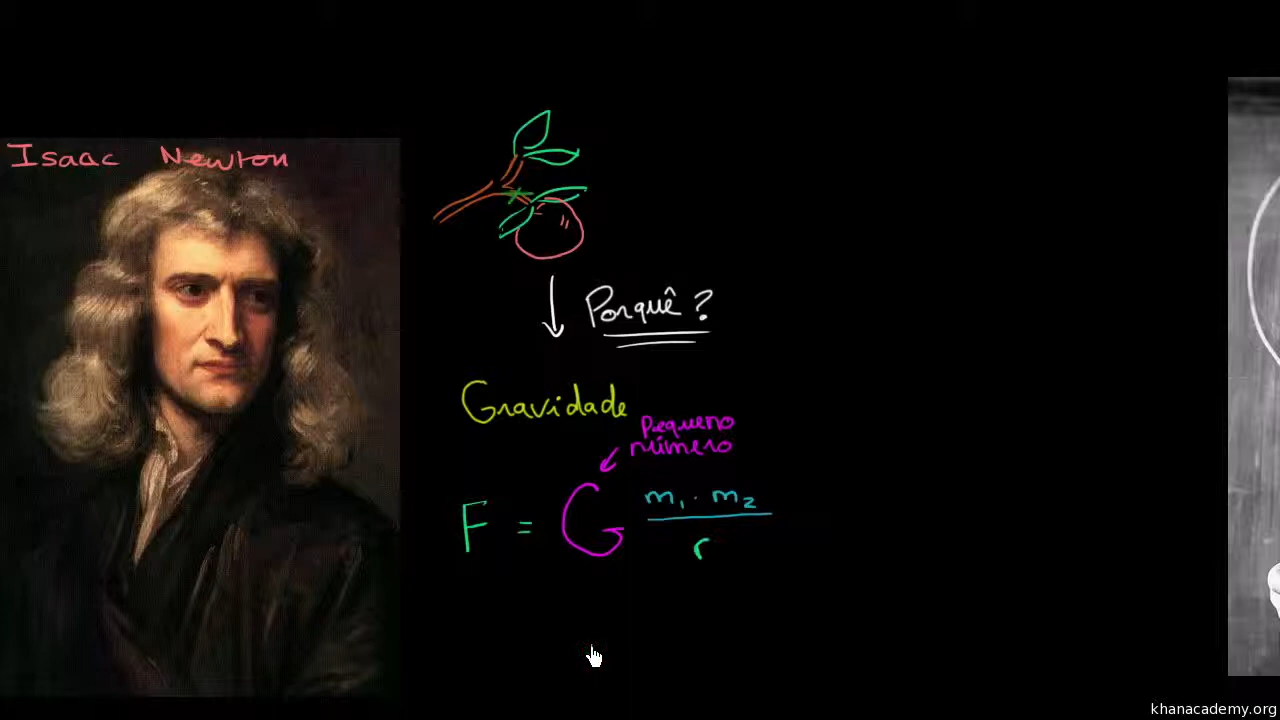 Isaac Newton
Porquê?
Gravidade
Pequeno
número
F = G m₁ · m₂
r
khanacademy.org